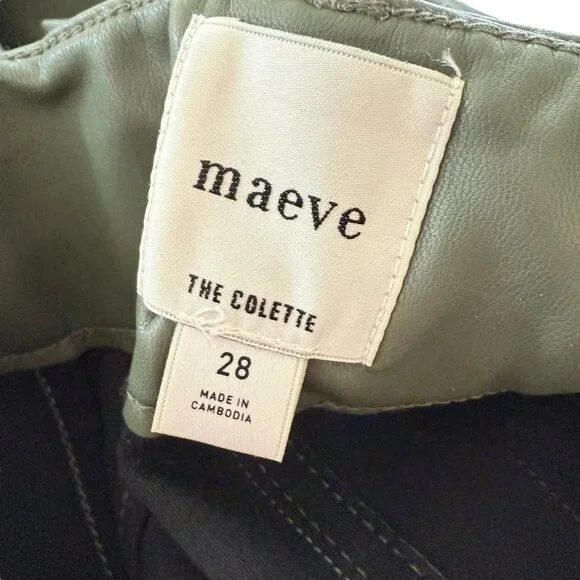 maeve
THE COLETTE
28
MADE IN
CAMBODIA